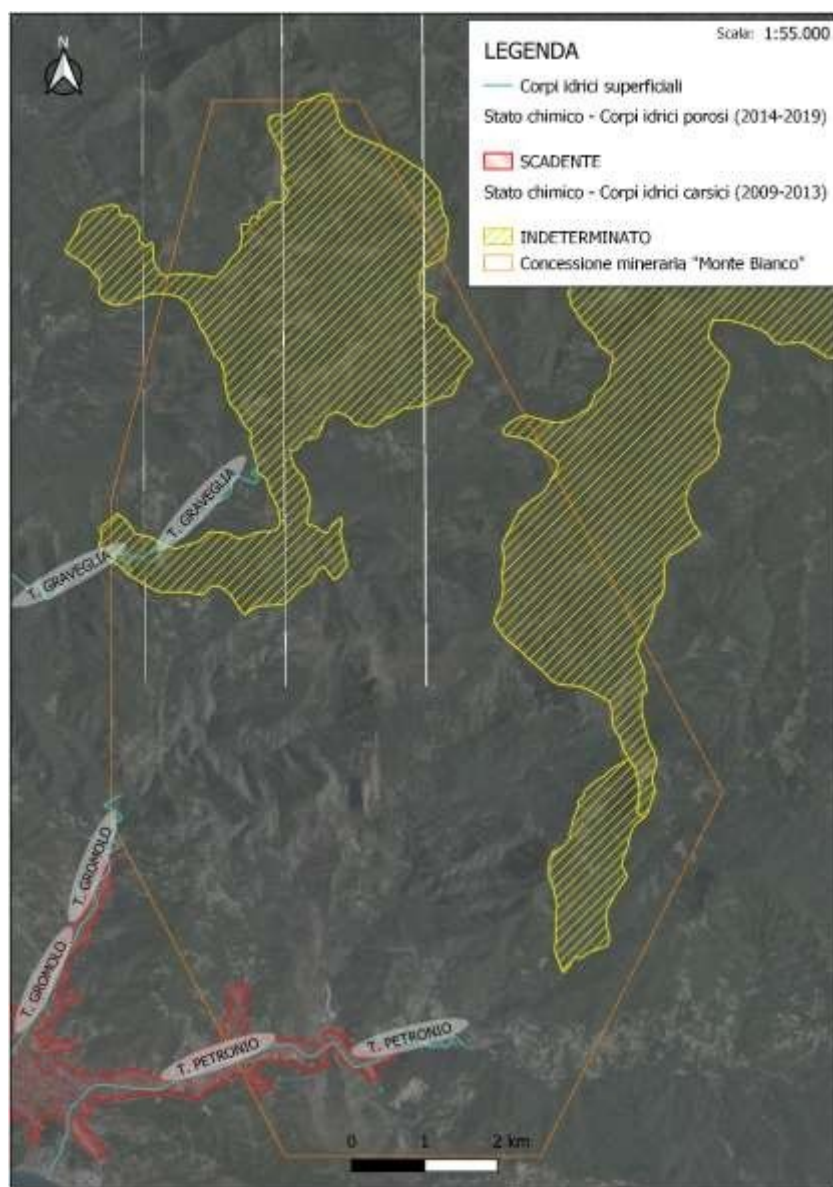 Scala: 1:55.000
N
LEGENDA
Corpi idrici superficiali
Stato chimico - Corpi idrici porosi (2014-2019)
SCADENTE
Stato chimico - Corpi idrici carsici (2009-2013)
INDETERMINATO
Concessione mineraria "Monte Bianco"
T. GRAVEGLIA
T. GRAVEGLIA
T. GROMOLO
T. GROMOLO
T. PETRONIO
T. PETRONIO
0 1 2 km